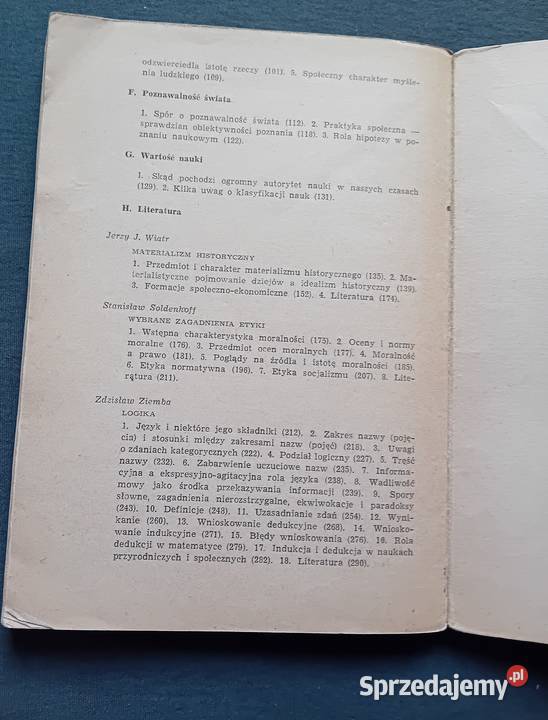 odzwierciedla istotę rzeczy (101). 5. Społeczny charakter myśle-
nia ludzkiego (109).
F. Poznawalność świata
1. Spór o poznawalność świata (112). 2. Praktyka społeczna —
sprawdzian obiektywności poznania (118). 3. Rola hipotezy w po-
znaniu naukowym (122).
G. Wartość nauki
1. Skąd pochodzi ogromny autorytet nauki w naszych czasach
(129). 2. Kilka uwag o klasyfikacji nauk (131).
H. Literatura
Jerzy J. Wiatr
MATERIALIZM HISTORYCZNY
1. Przedmiot i charakter materializmu historycznego (135). 2. Ma-
terialistyczne pojmowanie dziejów a idealizm historyczny (139).
3. Formacje społeczno-ekonomiczne (152). 4. Literatura (174).
Stanisław Soldenkoff
WYBRANE ZAGADNIENIA ETYKI
1. Wstępna charakterystyka moralności (175). 2. Oceny i normy
moralne (176). 3. Przedmiot ocen moralnych (177). 4. Moralność
a prawo (181). 5. Poglądy na źródła i istotę moralności (185).
6. Etyka normatywna (196). 7. Etyka socjalizmu (207). 8. Lite-
ratura (211).
Zdzisław Ziemba
LOGIKA
1. Język i niektóre jego składniki (212). 2. Zakres nazwy (poję-
cia) i stosunki między zakresami nazw (pojęć) (218). 3. Uwagi
o zdaniach kategorycznych (222). 4. Podział logiczny (227). 5. Treść
nazwy (232). 6. Zabarwienie uczuciowe nazw (235). 7. Informa-
cyjna a ekspresyjno-agitacyjna rola języka (238). 8. Wadliwość
mowy jako środka przekazywania informacji (239). 9. Spory
słowne, zagadnienia nierozstrzygalne, ekwiwokacje i paradoksy
(243). 10. Definicje (248). 11. Uzasadnianie zdań (254). 12. Wyni-
kanie (260). 13. Wnioskowanie dedukcyjne (268). 14. Wniosko-
wanie indukcyjne (271). 15. Błędy wnioskowania (276). 16. Rola
dedukcji w matematyce (279). 17. Indukcja i dedukcja w naukach
przyrodniczych i społecznych (282). 18. Literatura (290).
Sprzedajemy.pl